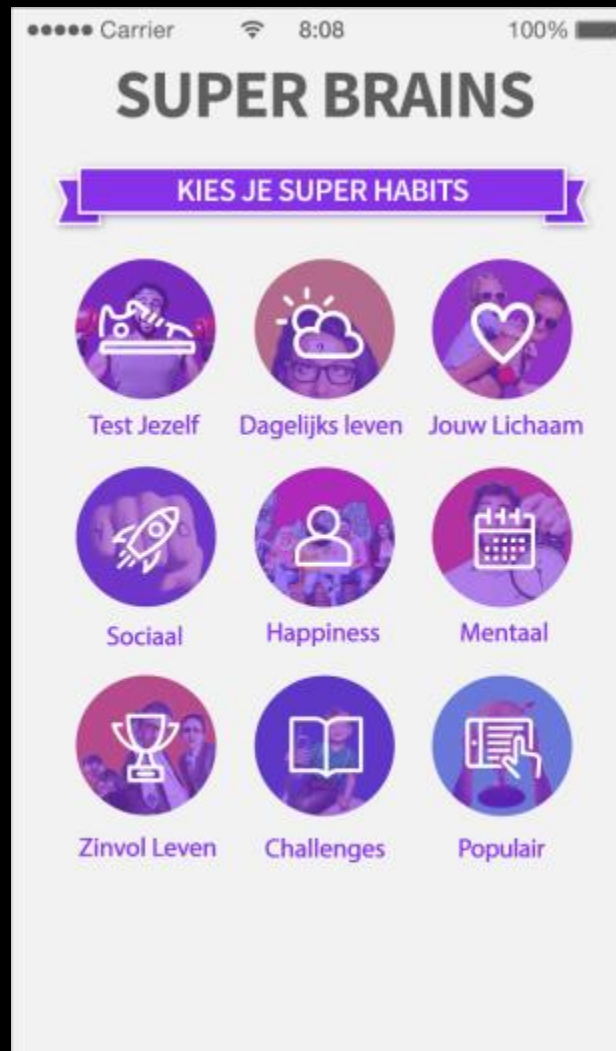 Carrier 8:08 100%
SUPER BRAINS
KIES JE SUPER HABITS
Test Jezelf Dagelijks leven Jouw Lichaam
Sociaal Happiness Mentaal
Zinvol Leven Challenges Populair